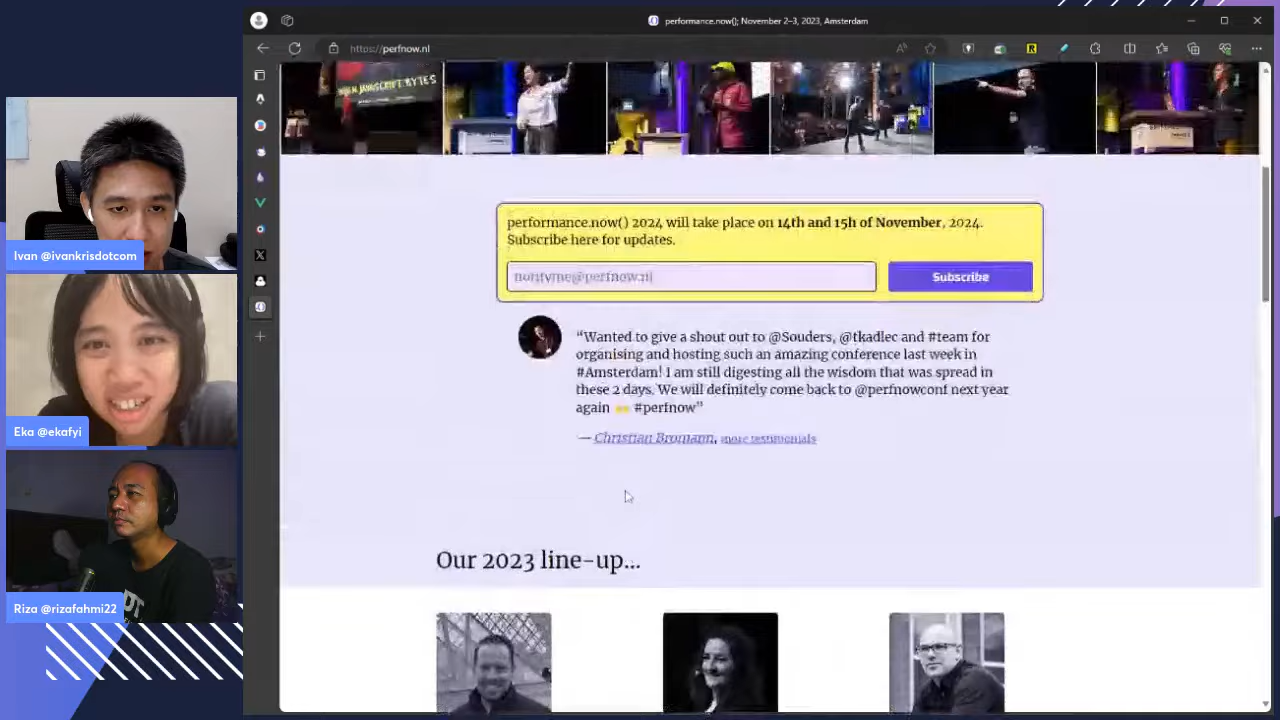 performance.now(); November 2–3, 2023, Amsterdam
https://perfnow.nl
performance.now() 2024 will take place on 14th and 15h of November, 2024.
Subscribe here for updates.
notifyme@perfnow.nl
Subscribe
“Wanted to give a shout out to @Souders, @tkadlec and #team for
organising and hosting such an amazing conference last week in
#Amsterdam! I am still digesting all the wisdom that was spread in
these 2 days. We will definitely come back to @perfnowconf next year
again #perfnow”
— Christian Bromann, more testimonials
Our 2023 line-up...
Ivan @ivankrisdotcom
Eka @ekafyi
Riza @rizafahmi22